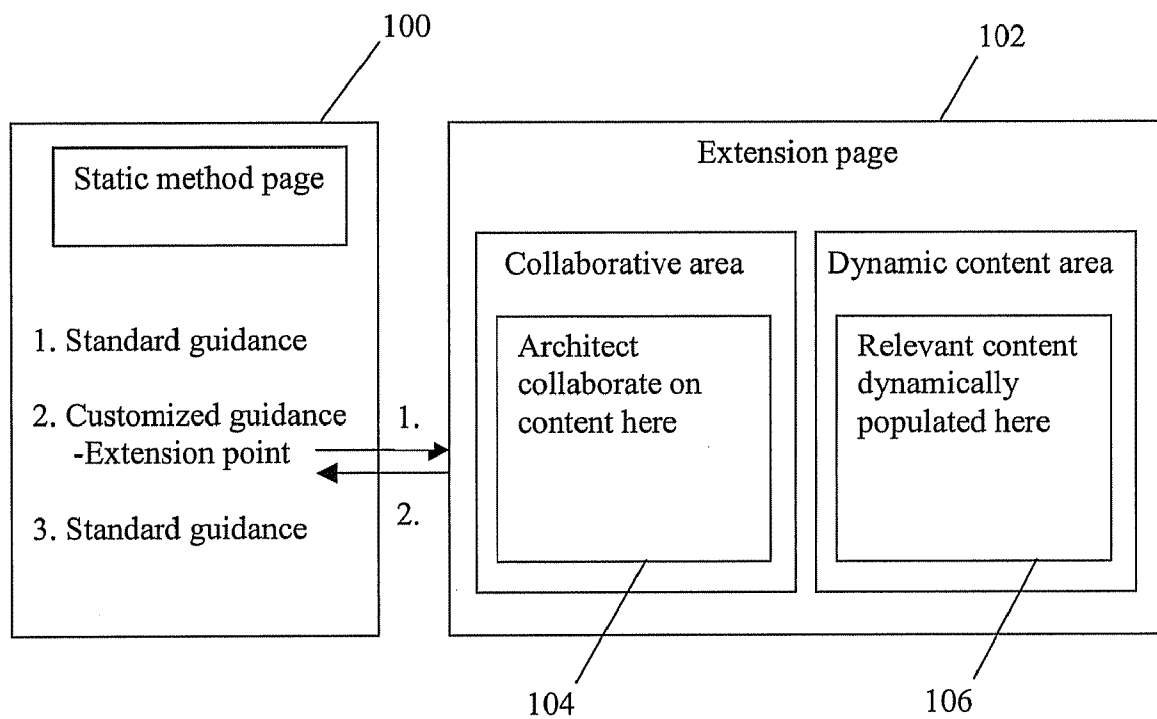 100
102
Static method page
1. Standard guidance
2. Customized guidance
-Extension point
3. Standard guidance
1.
2.
Extension page
Collaborative area
Architect
collaborate on
content here
Dynamic content area
Relevant content
dynamically
populated here
104
106